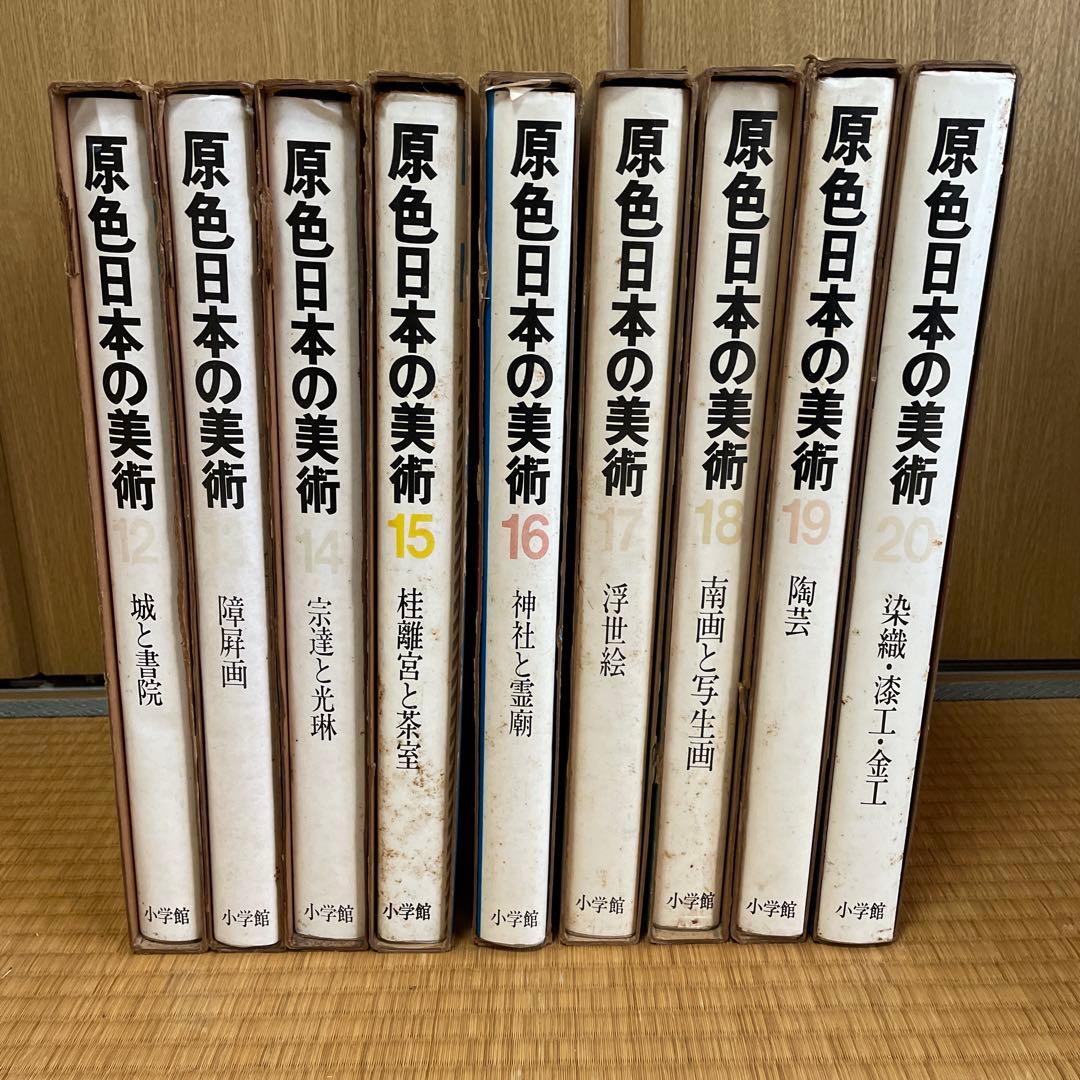 原色日本の美術
12
城と書院
小学館
原色日本の美術
13
障屛画
小学館
原色日本の美術
14
宗達と光琳
小学館
原色日本の美術
15
桂離宮と茶室
小学館
原色日本の美術
16
神社と霊廟
小学館
原色日本の美術
17
浮世絵
小学館
原色日本の美術
18
南画と写生画
小学館
原色日本の美術
19
陶芸
小学館
原色日本の美術
20
染織・漆工・金工
小学館